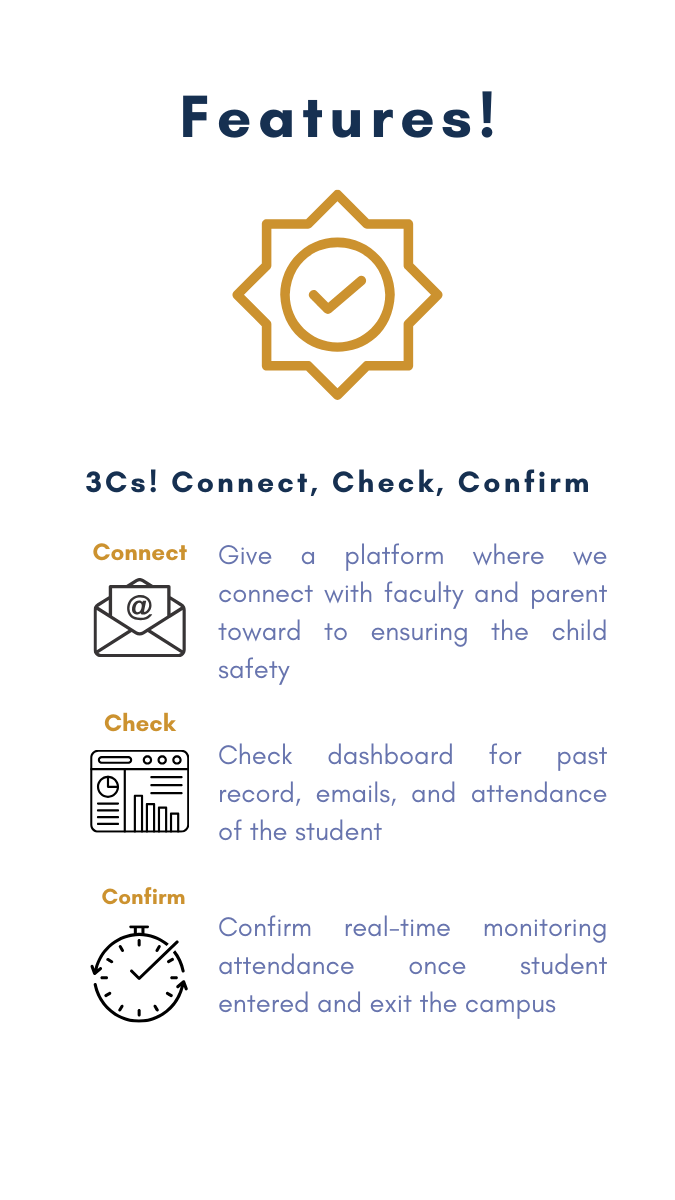 Features!
3Cs! Connect, Check, Confirm
Connect
@
Give a platform where we
connect with faculty and parent
toward to ensuring the child
safety
Check
Check dashboard for past
record, emails, and attendance
of the student
Confirm
Confirm real-time monitoring
attendance once student
entered and exit the campus